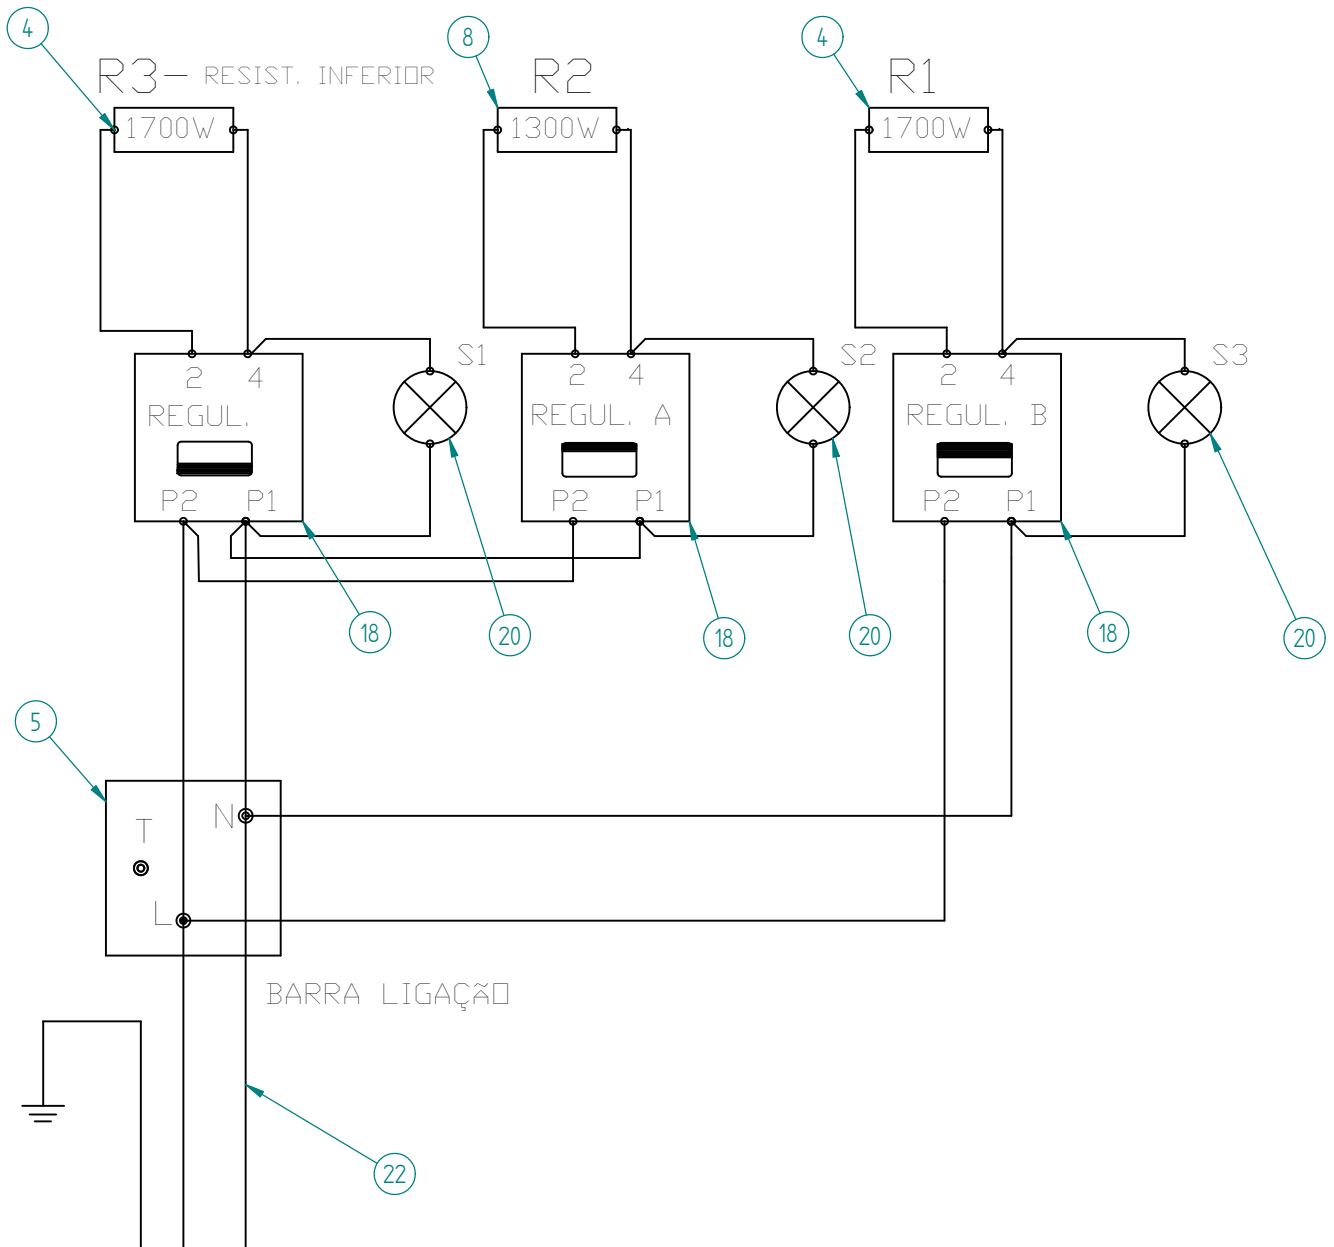 4
8
4
R3- RESIST. INFERIOR
R2
R1
1700W
1300W
1700W
S1
S2
S3
2 4
2 4
2 4
REGUL.
REGUL. A
REGUL. B
P2 P1
P2 P1
P2 P1
18
20
18
20
18
20
5
N
T
L
BARRA LIGAÇÃO
22